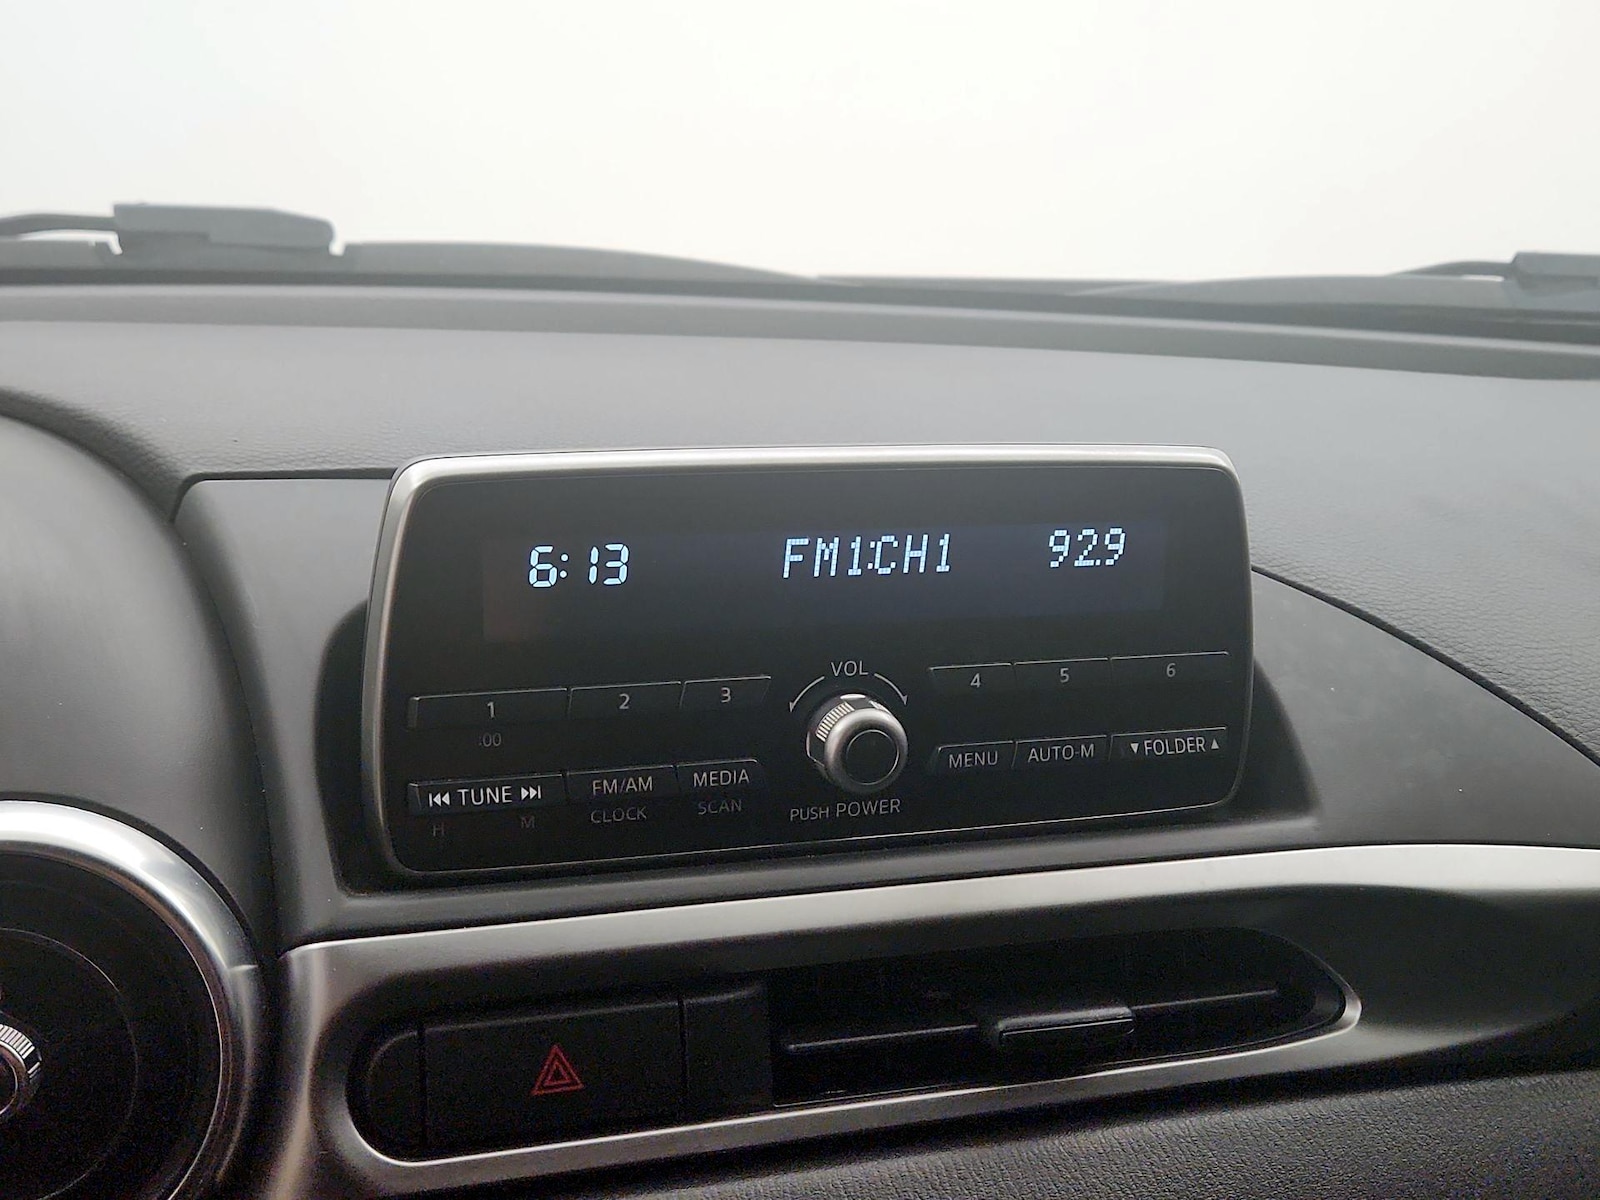 6:13 FM1:CH1 92.9
VOL
1 2 3 4 5 6
:00
TUNE FM/AM MEDIA MENU AUTO-M ▼FOLDER▲
H M CLOCK SCAN PUSH POWER